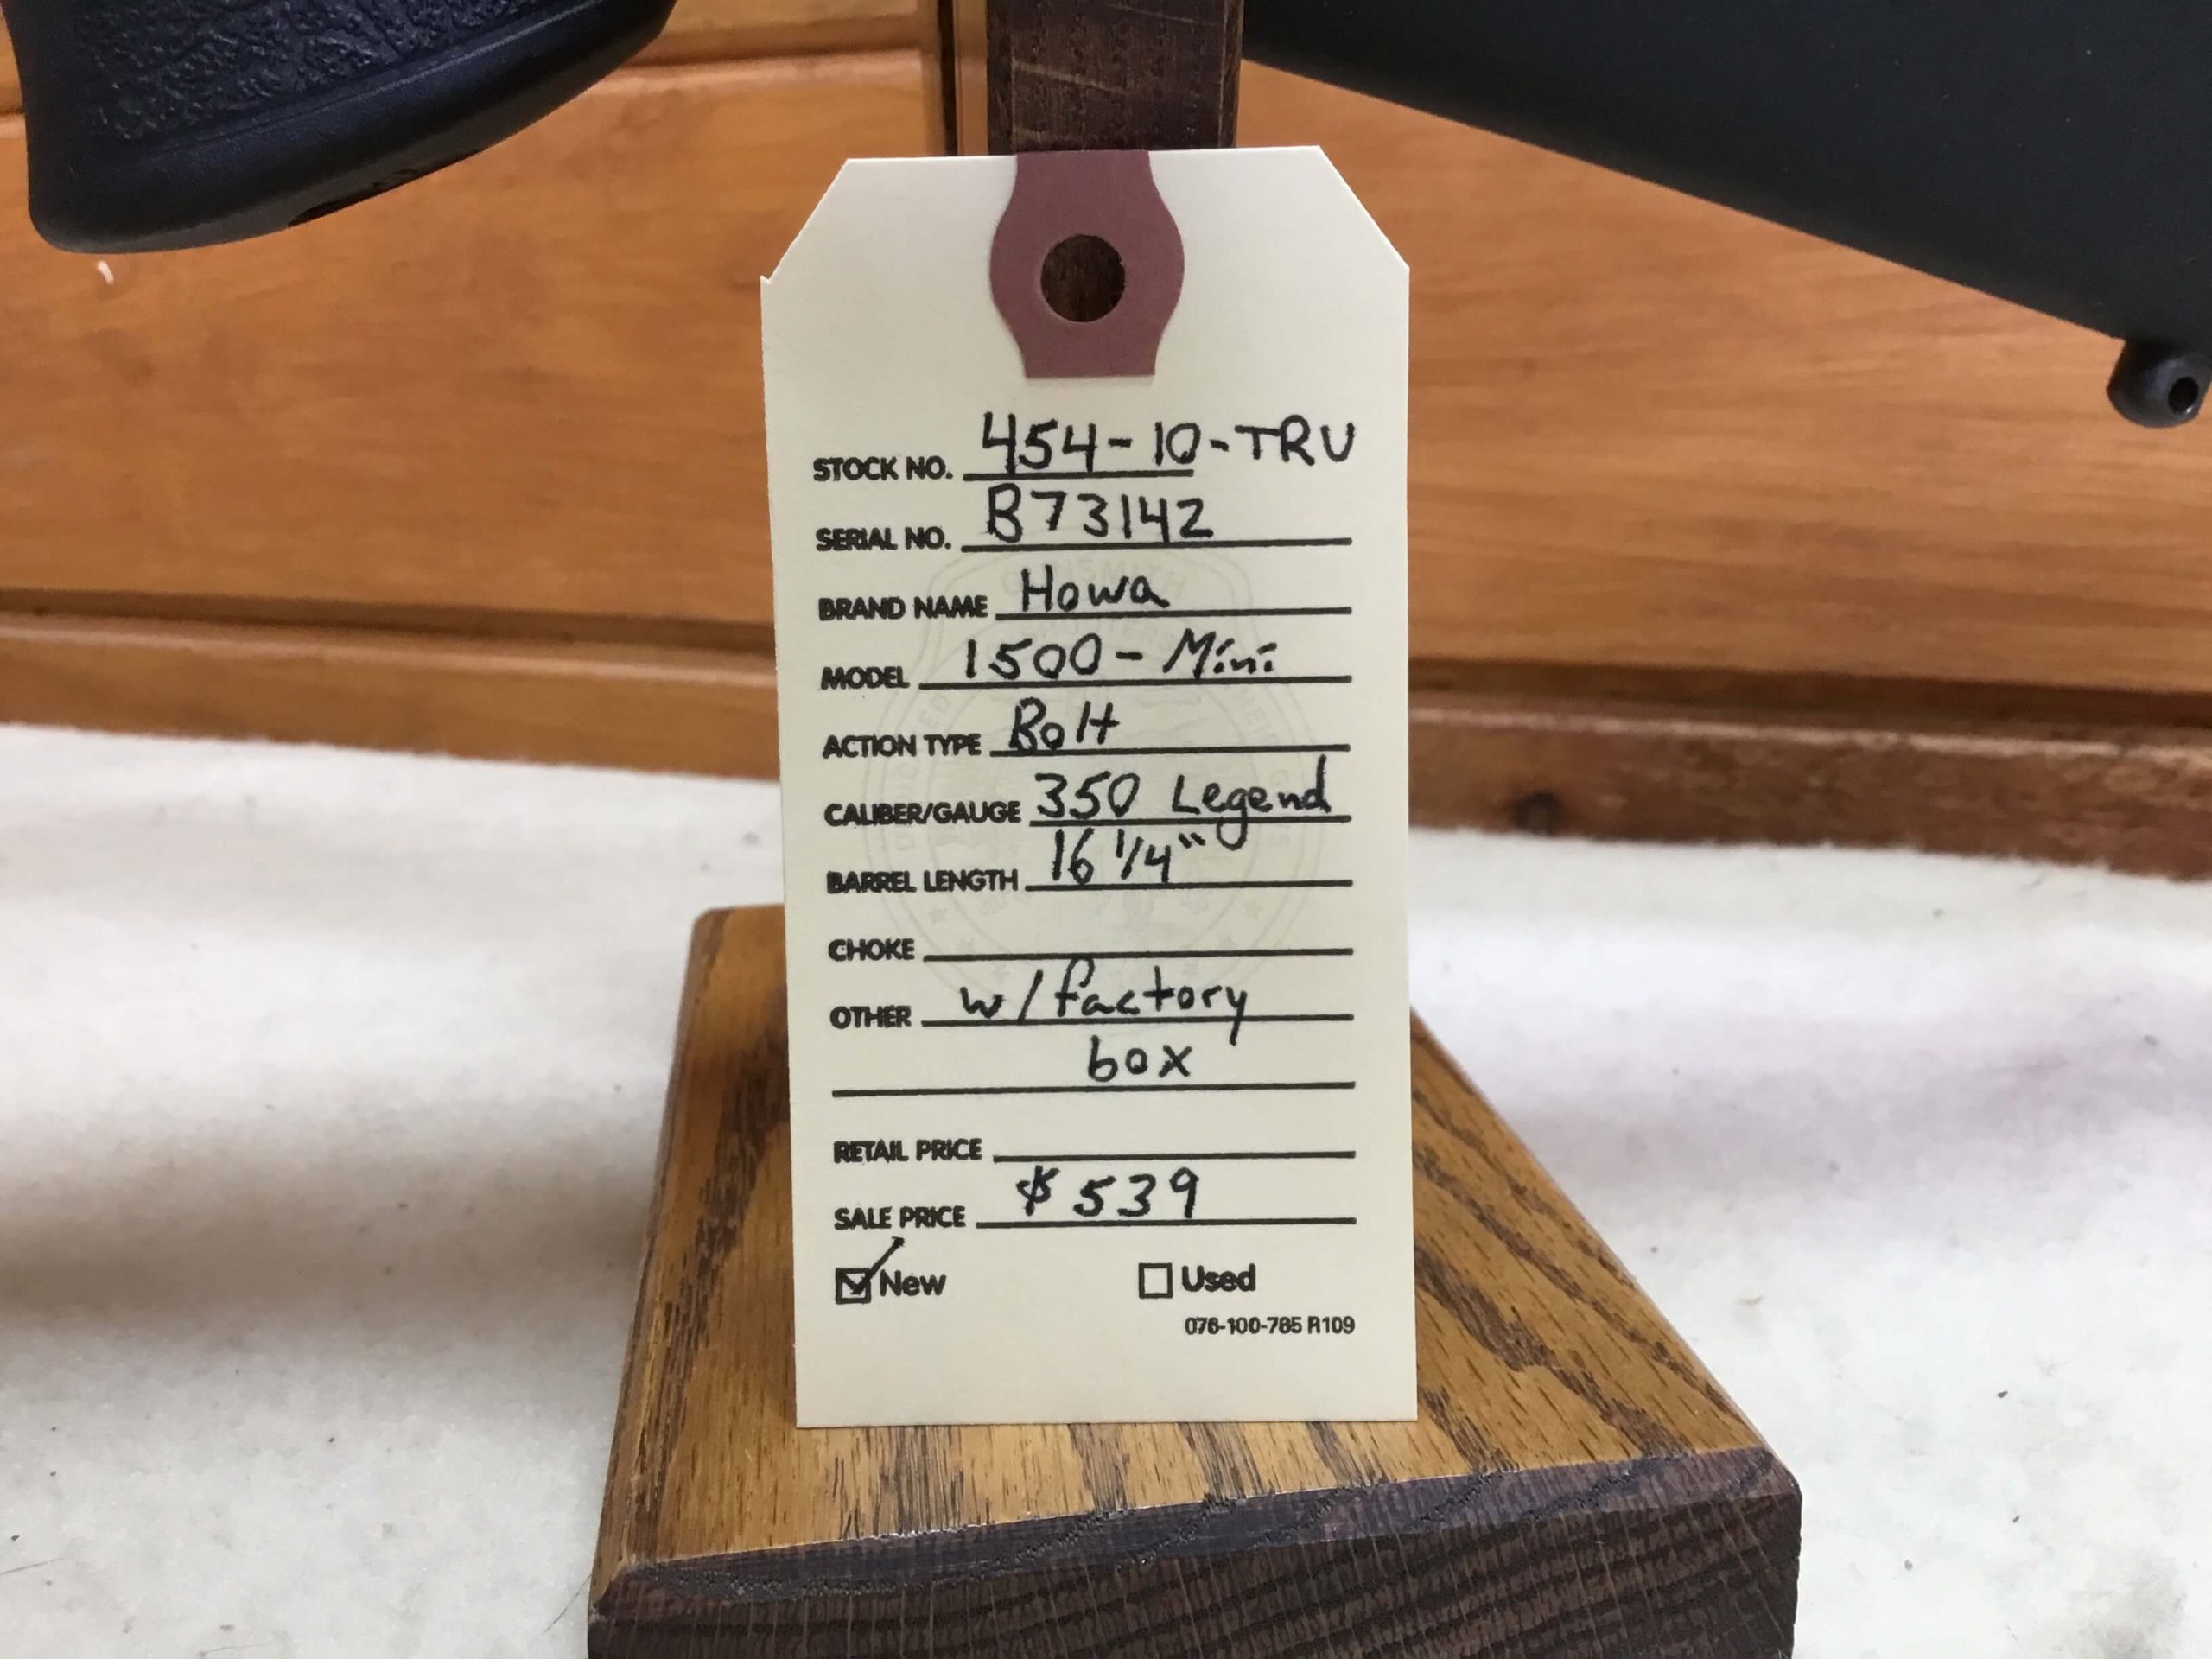 STOCK NO. 454-10-TRU
SERIAL NO. B73142
BRAND NAME Howa
MODEL 1500-Mini
ACTION TYPE Bolt
CALIBER/GAUGE 350 Legend
BARREL LENGTH 16 1/4"
CHOKE
OTHER w/factory
box
RETAIL PRICE
SALE PRICE $539
New Used
076-100-785 R109